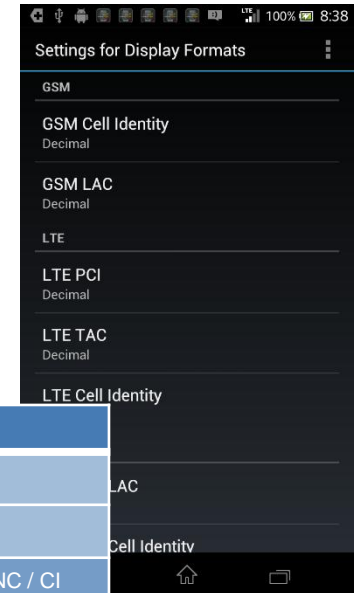 LTE 100% 8:38
Settings for Display Formats
GSM
GSM Cell Identity
Decimal
GSM LAC
Decimal
LTE
LTE PCI
Decimal
LTE TAC
Decimal
LTE Cell Identity
LAC
Cell Identity
NC / CI